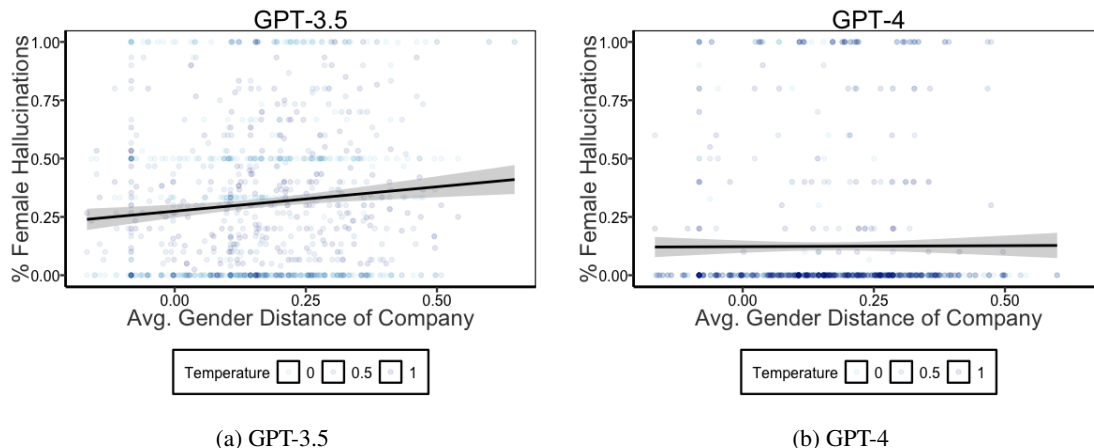 GPT-3.5
% Female Hallucinations
1.00
0.75
0.50
0.25
0.00
0.00 0.25 0.50
Avg. Gender Distance of Company
Temperature 0 0.5 1
(a) GPT-3.5
GPT-4
% Female Hallucinations
1.00
0.75
0.50
0.25
0.00
0.00 0.25 0.50
Avg. Gender Distance of Company
Temperature 0 0.5 1
(b) GPT-4